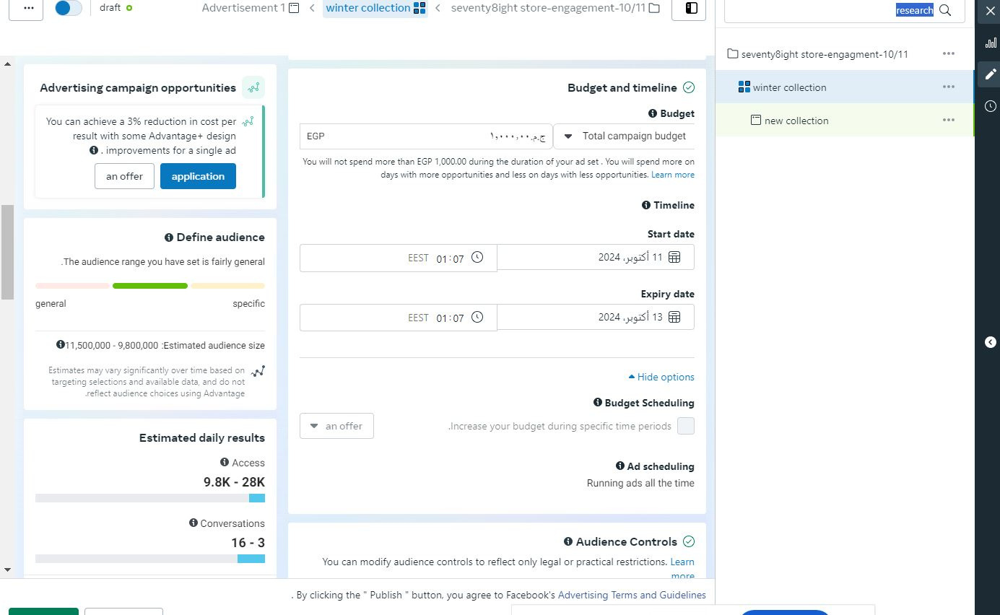 draft
Advertisement 1 < winter collection < seventy8ight store-engagement-10/11
Advertising campaign opportunities
You can achieve a 3% reduction in cost per
result with some Advantage+ design
. improvements for a single ad
an offer
application
Define audience
.The audience range you have set is fairly general
general
specific
11,500,000 - 9,800,000 :Estimated audience size
Estimates may vary significantly over time based on
targeting selections and available data, and do not
.reflect audience choices using Advantage
Estimated daily results
Access
9.8K - 28K
Conversations
16 - 3
Budget and timeline
Budget
EGP
ج.م.١,٠٠٠,٠٠
Total campaign budget
You will not spend more than EGP 1,000.00 during the duration of your ad set . You will spend more on
days with more opportunities and less on days with less opportunities. Learn more
Timeline
Start date
11 أكتوبر، 2024
01:07 EEST
Expiry date
13 أكتوبر، 2024
01:07 EEST
Hide options
Budget Scheduling
.Increase your budget during specific time periods
an offer
Ad scheduling
Running ads all the time
Audience Controls
You can modify audience controls to reflect only legal or practical restrictions. Learn
more
. By clicking the " Publish " button, you agree to Facebook's Advertising Terms and Guidelines
research
seventy8ight store-engagment-10/11
winter collection
new collection